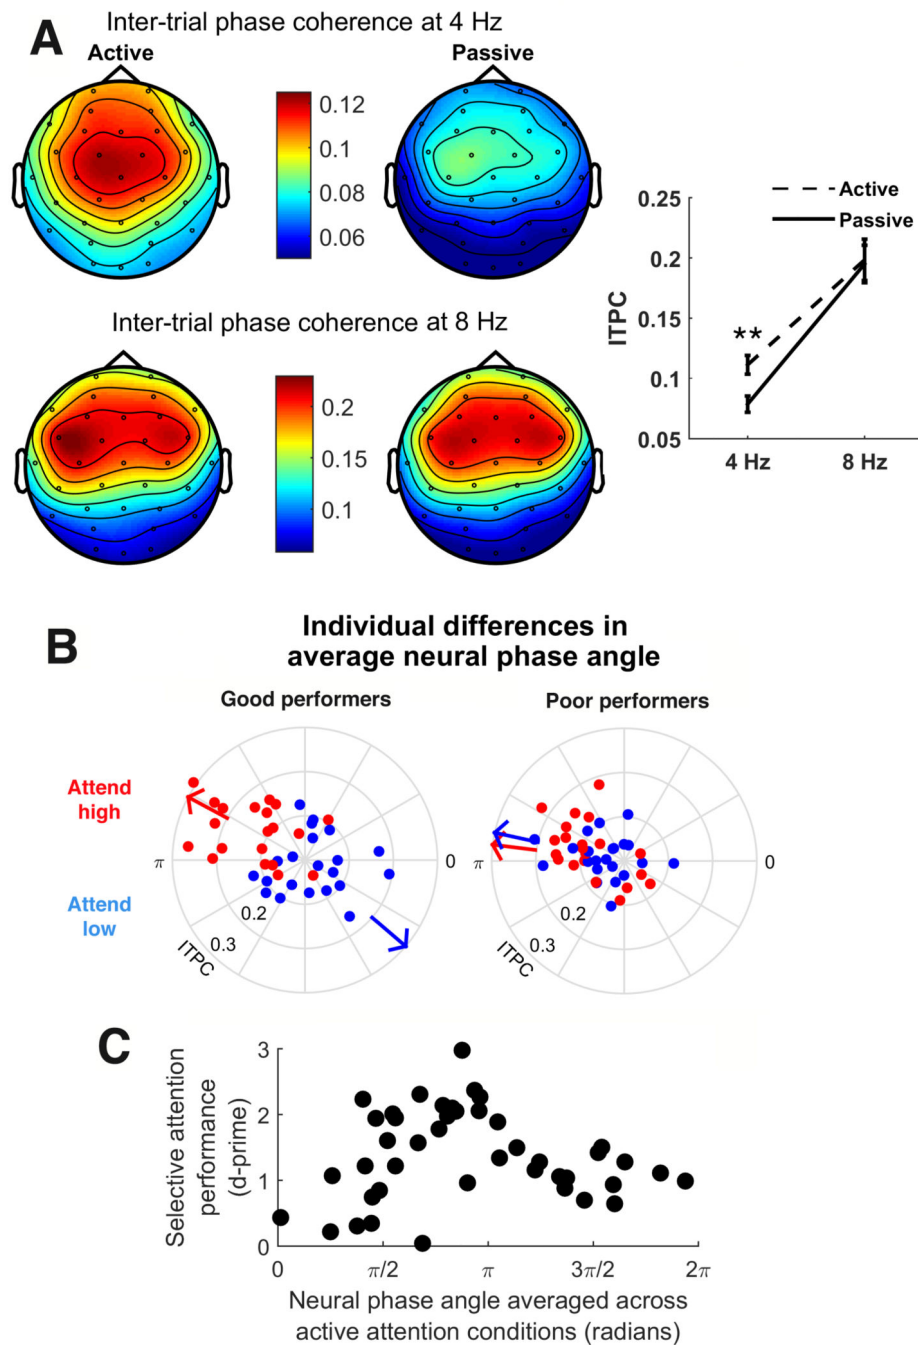 A
Inter-trial phase coherence at 4 Hz
Active
Passive
0.12
0.1
0.08
0.06
Active
Passive
0.25
0.2
0.15
0.1
0.05
ITPC
**
4 Hz
8 Hz
Inter-trial phase coherence at 8 Hz
0.2
0.15
0.1
B
Individual differences in
average neural phase angle
Good performers
Poor performers
Attend
high
Attend
low
π
0
0.2
0.3
ITPC
π
0
0.2
0.3
ITPC
C
Selective attention
performance
(d-prime)
3
2
1
0
0
π/2
π
3π/2
2π
Neural phase angle averaged across
active attention conditions (radians)